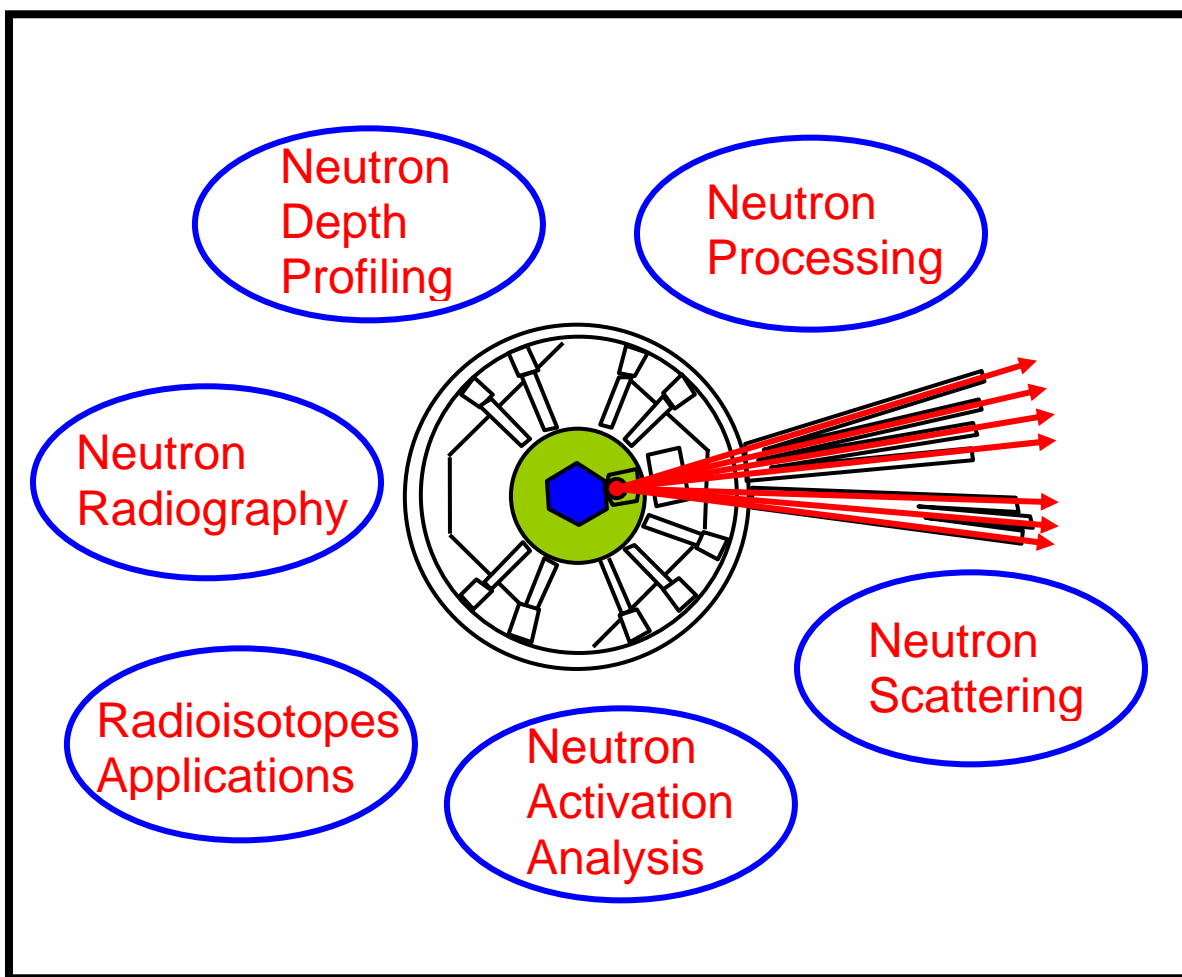 Neutron
Depth
Profiling
Neutron
Processing
Neutron
Radiography
Neutron
Scattering
Radioisotopes
Applications
Neutron
Activation
Analysis